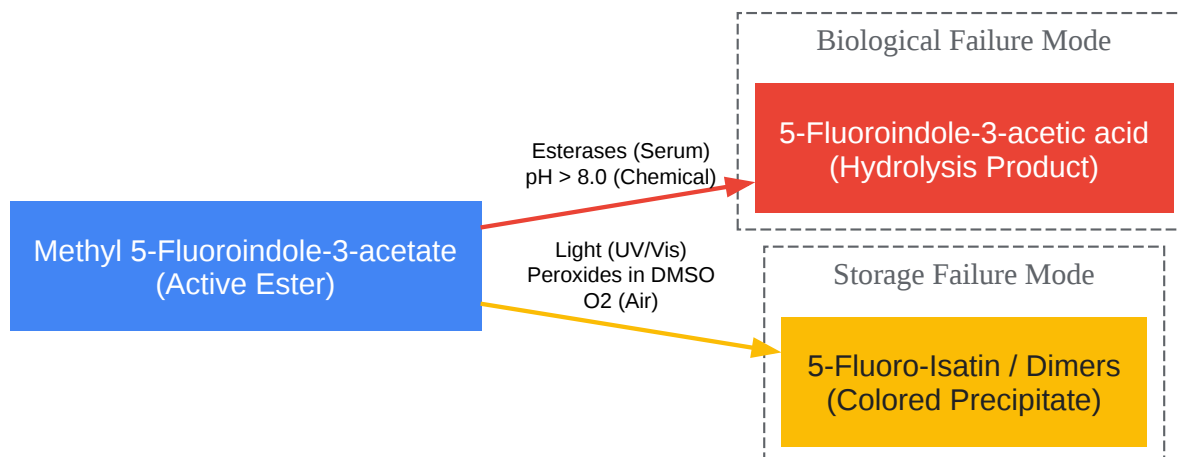 Biological Failure Mode
5-Fluoroindole-3-acetic acid
(Hydrolysis Product)
Esterases (Serum)
pH > 8.0 (Chemical)
Methyl 5-Fluoroindole-3-acetate
(Active Ester)
Light (UV/Vis)
Peroxides in DMSO
O2 (Air)
Storage Failure Mode
5-Fluoro-Isatin / Dimers
(Colored Precipitate)